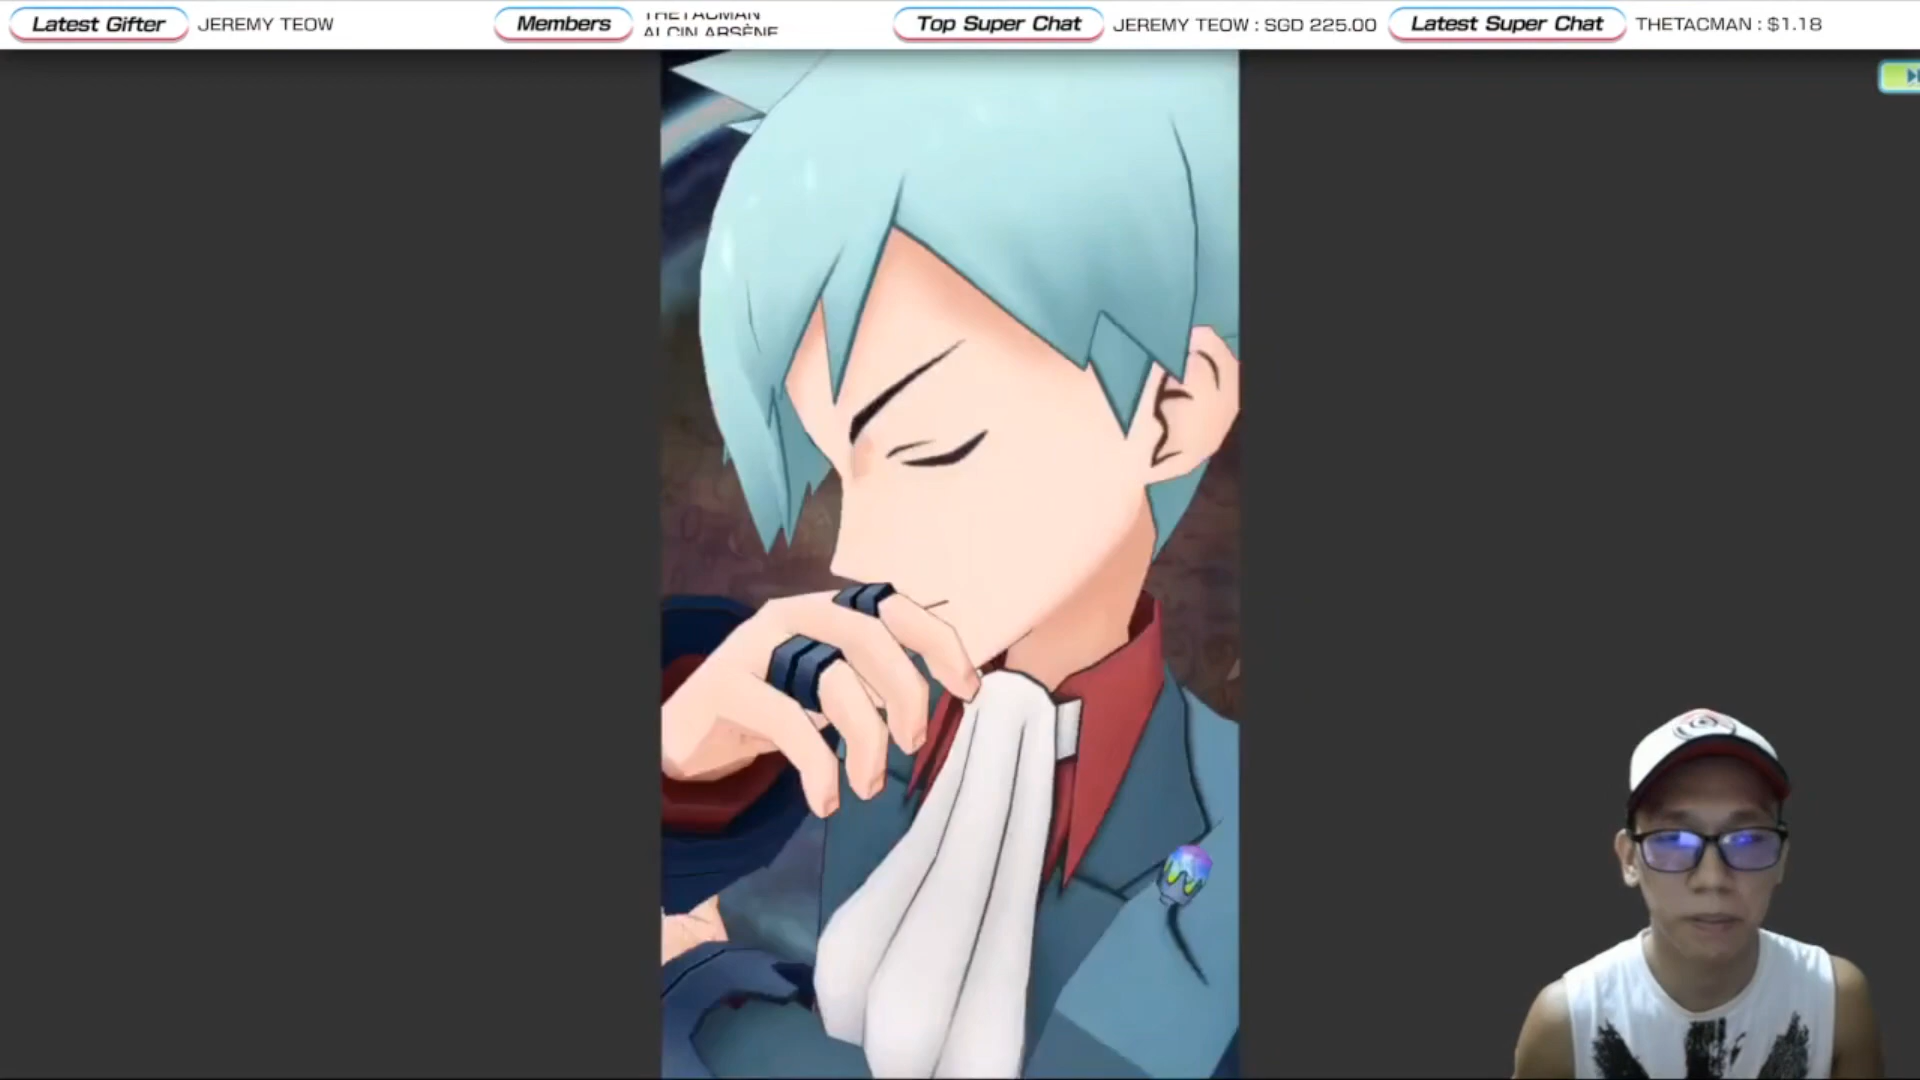 Latest Gifter JEREMY TEOW
Members THETACMAN
ALCIN ARSÈNE
Top Super Chat JEREMY TEOW : SGD 225.00
Latest Super Chat THETACMAN : $1.18